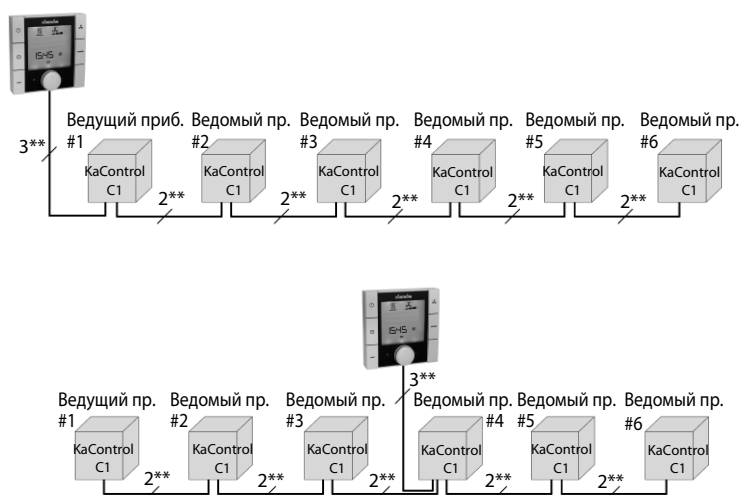 15:45
Ведущий приб. Ведомый пр. Ведомый пр. Ведомый пр. Ведомый пр. Ведомый пр.
#1 #2 #3 #4 #5 #6
3**
KaControl KaControl KaControl KaControl KaControl KaControl
C1 C1 C1 C1 C1 C1
2** 2** 2** 2** 2**
15:45
3**
Ведущий пр. Ведомый пр. Ведомый пр. Ведомый пр. Ведомый пр. Ведомый пр.
#1 #2 #3 #4 #5 #6
KaControl KaControl KaControl KaControl KaControl KaControl
C1 C1 C1 C1 C1 C1
2** 2** 2** 2** 2**